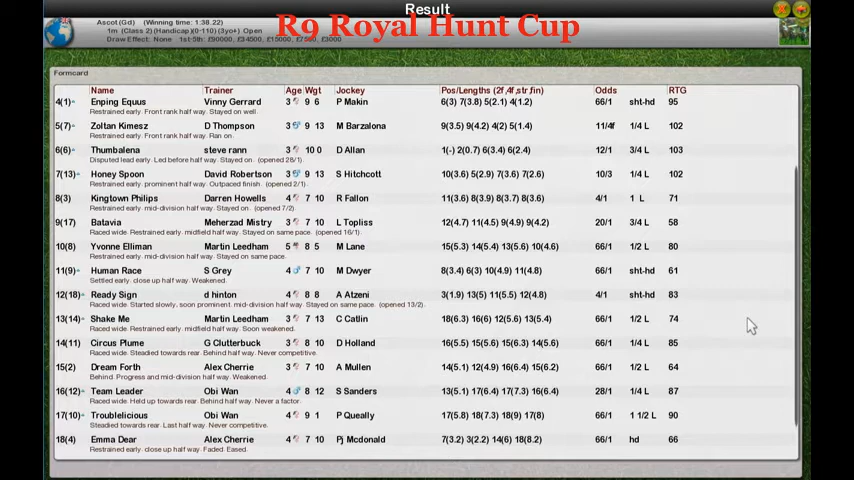 Result
R9 Royal Hunt Cup
Ascot(Gd) (Winning time: 1:38.22)
1m (Class 2)(Handicap)(0-110) (3yo+) Open
Draw Effect: None 1st-5th: £90000, £34500, £15000, £7500, £3000
Formcard
Name Trainer Age Wgt Jockey Pos/Lengths (2f,4f,str,fin) Odds RTG
4(1) Enping Equus Vinny Gerrard 3 9 6 P Makin 6(3) 7(3.8) 5(2.1) 4(1.2) 66/1 sht-hd 95
Restrained early. Front rank half way. Stayed on well.
5(7) Zoltan Kimesz D Thompson 3 9 13 M Barzalona 9(3.5) 9(4.2) 4(2) 5(1.4) 11/4f 1/4 L 102
Restrained early. Front rank half way. Ran on.
6(6) Thumbalena steve rann 3 10 0 D Allan 1(-) 2(0.7) 6(3.4) 6(2.4) 12/1 3/4 L 103
Disputed lead early. Led before half way. Stayed on. (opened 28/1)
7(13) Honey Spoon David Robertson 3 9 13 S Hitchcott 10(3.6) 5(2.9) 7(3.6) 7(2.6) 10/3 1/4 L 102
Restrained early. prominent half way. Outpaced finish. (opened 2/1)
8(3) Kingtown Philips Darren Howells 4 7 10 R Fallon 11(3.6) 8(3.9) 8(3.7) 8(3.6) 4/1 1 L 71
Restrained early. mid-division half way. Stayed on. (opened 7/2)
9(17) Batavia Meherzad Mistry 3 7 10 L Topliss 12(4.7) 11(4.5) 9(4.9) 9(4.2) 20/1 3/4 L 58
Raced wide. Restrained early. midfield half way. Stayed on same pace. (opened 16/1)
10(8) Yvonne Elliman Martin Leedham 5 8 5 M Lane 15(5.3) 14(5.4) 13(5.6) 10(4.6) 66/1 1/2 L 80
Restrained early. mid-division half way. Stayed on same pace.
11(9) Human Race S Grey 4 7 10 M Dwyer 8(3.4) 6(3) 10(4.9) 11(4.8) 66/1 sht-hd 61
Settled early. close up half way. Weakened.
12(18) Ready Sign d hinton 4 8 8 A Atzeni 3(1.9) 13(5) 11(5.5) 12(4.8) 4/1 sht-hd 83
Raced wide. Started slowly, soon prominent. mid-division half way. Stayed on same pace. (opened 13/2)
13(14) Shake Me Martin Leedham 3 7 13 C Catlin 18(6.3) 16(6) 12(5.6) 13(5.4) 66/1 1/2 L 74
Raced wide. Restrained early. midfield half way. Soon weakened.
14(11) Circus Plume G Clutterbuck 3 8 10 D Holland 16(5.5) 15(5.6) 15(6.3) 14(5.6) 66/1 1/4 L 85
Raced wide. Steadied towards rear. Behind half way. Never competitive.
15(2) Dream Forth Alex Cherrie 3 7 10 A Mullen 14(5.1) 12(4.9) 16(6.4) 15(6.2) 66/1 1/2 L 64
Behind. Progress and mid-division half way. Weakened.
16(12) Team Leader Obi Wan 4 8 12 S Sanders 13(5.1) 17(6.4) 17(7.3) 16(6.4) 28/1 1/4 L 87
Raced wide. Held up towards rear. Behind half way. Never a factor.
17(10) Troublelicious Obi Wan 4 9 1 P Queally 17(5.8) 18(7.3) 18(9) 17(8) 66/1 1 1/2 L 90
Steadied towards rear. Last half way. Never competitive.
18(4) Emma Dear Alex Cherrie 4 7 10 Pj Mcdonald 7(3.2) 3(2.2) 14(6) 18(8.2) 66/1 hd 66
Restrained early. close up half way. Faded. Eased.